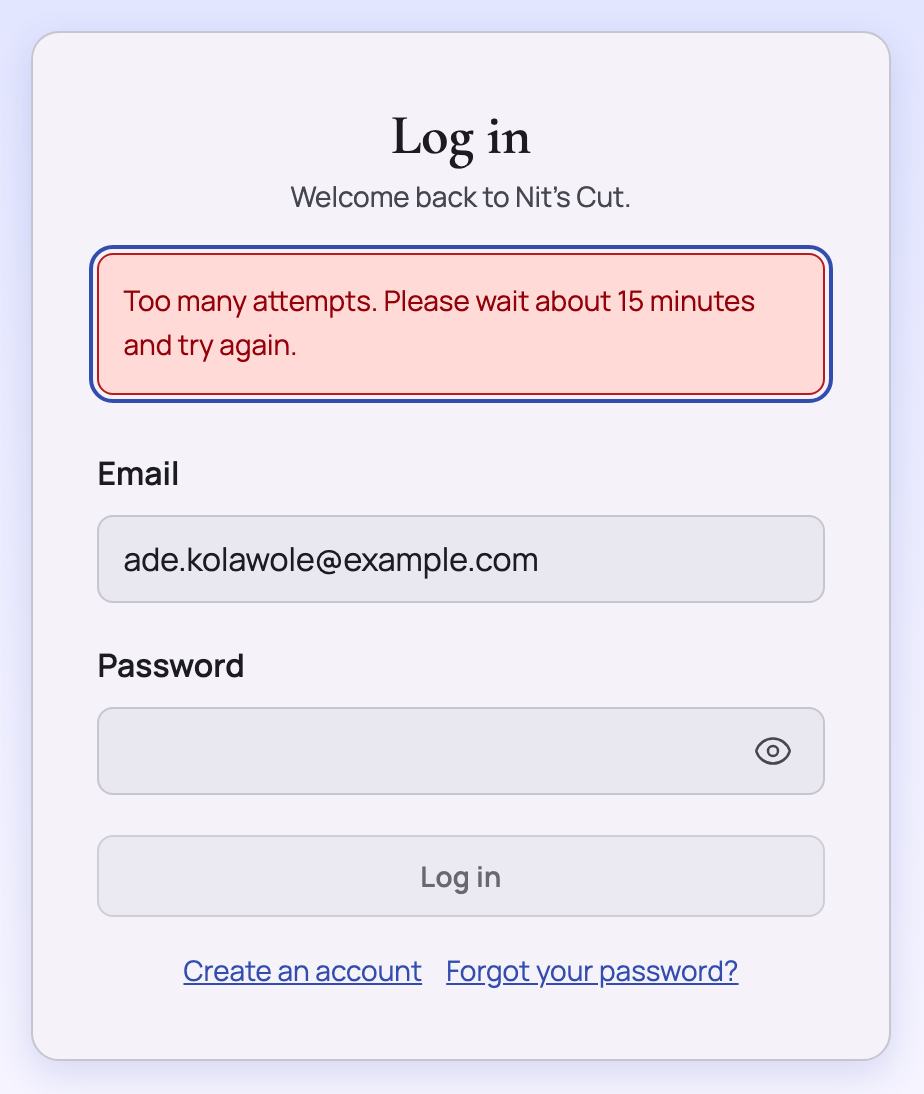 Log in
Welcome back to Nit’s Cut.
Too many attempts. Please wait about 15 minutes
and try again.
Email
ade.kolawole@example.com
Password
Log in
Create an account Forgot your password?